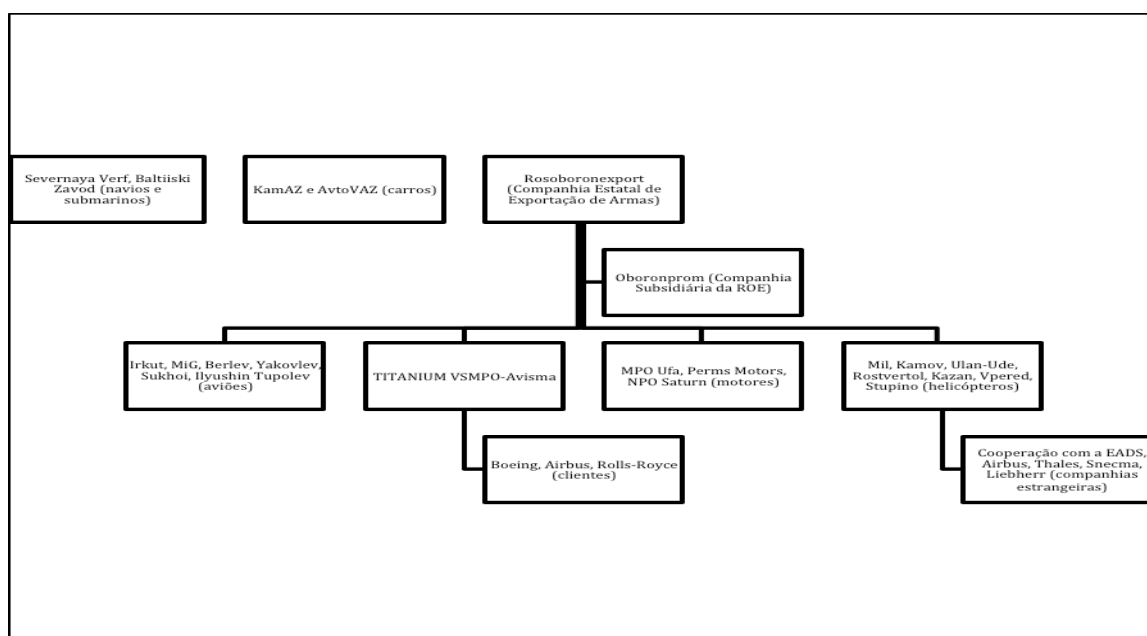 Severnaya Verf, Baltiiski
Zavod (navios e
submarinos)
KamAZ e AvtoVAZ (carros)
Rosoboronexport
(Companhia Estatal de
Exportação de Armas)
Oboronprom (Companhia
Subsidiária da ROE)
Irkut, MiG, Berlev, Yakovlev,
Sukhoi, Ilyushin Tupolev
(aviões)
TITANIUM VSMPO-Avisma
MPO Ufa, Perms Motors,
NPO Saturn (motores)
Mil, Kamov, Ulan-Ude,
Rostvertol, Kazan, Vpered,
Stupino (helicópteros)
Boeing, Airbus, Rolls-Royce
(clientes)
Cooperação com a EADS,
Airbus, Thales, Snecma,
Liebherr (companhias
estrangeiras)